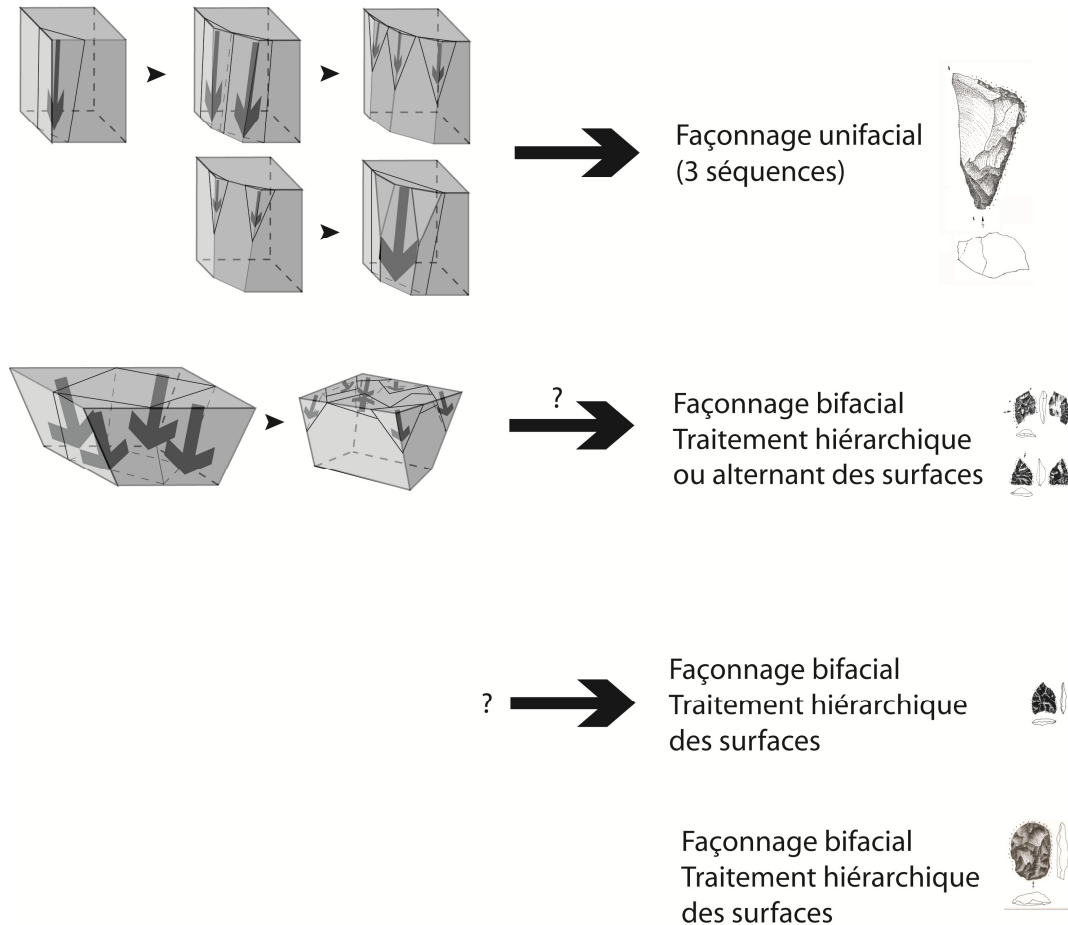 Façonnage unifacial
(3 séquences)
?
Façonnage bifacial
Traitement hiérarchique
ou alternant des surfaces
?
Façonnage bifacial
Traitement hiérarchique
des surfaces
Façonnage bifacial
Traitement hiérarchique
des surfaces